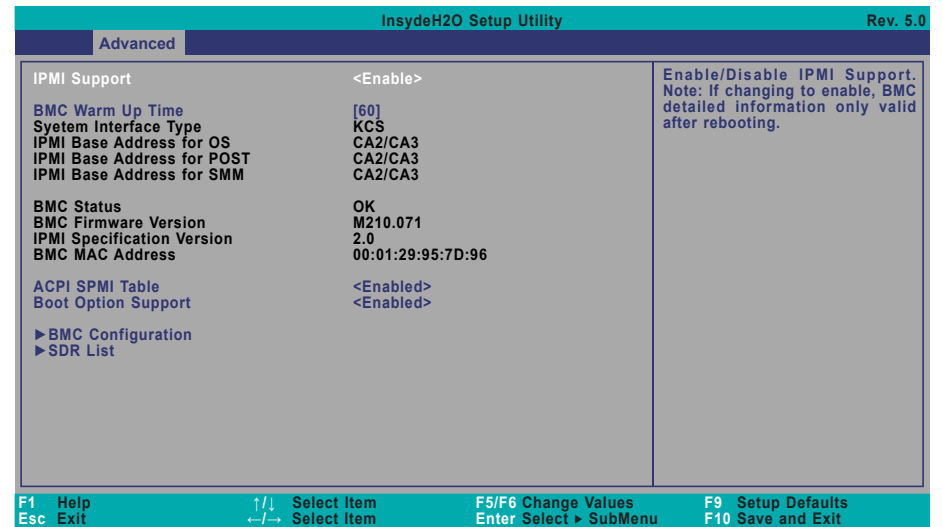 InsydeH2O Setup Utility Rev. 5.0
Advanced
IPMI Support <Enable>
BMC Warm Up Time [60]
Syetem Interface Type KCS
IPMI Base Address for OS CA2/CA3
IPMI Base Address for POST CA2/CA3
IPMI Base Address for SMM CA2/CA3
BMC Status OK
BMC Firmware Version M210.071
IPMI Specification Version 2.0
BMC MAC Address 00:01:29:95:7D:96
ACPI SPMI Table <Enabled>
Boot Option Support <Enabled>
►BMC Configuration
►SDR List
Enable/Disable IPMI Support.
Note: If changing to enable, BMC
detailed information only valid
after rebooting.
F1 Help ↑/↓ Select Item F5/F6 Change Values F9 Setup Defaults
Esc Exit ←/→ Select Item Enter Select ► SubMenu F10 Save and Exit